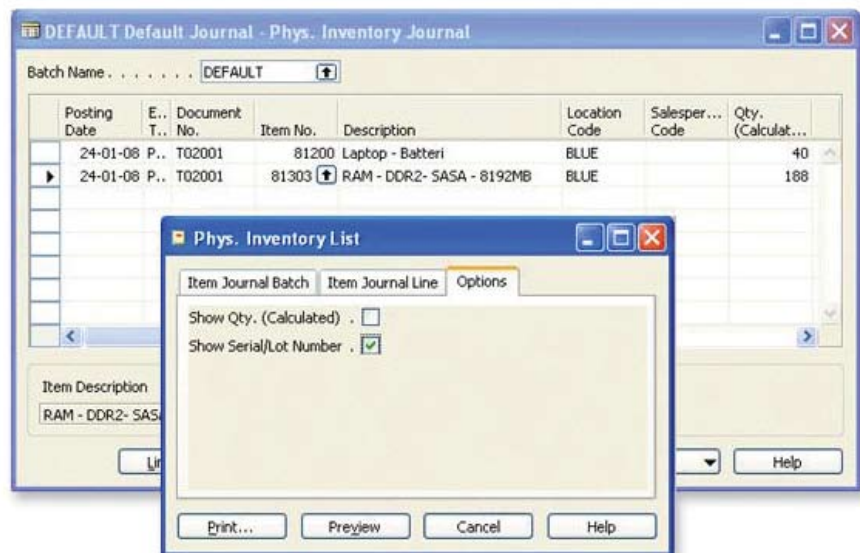 DEFAULT Default Journal - Phys. Inventory Journal
Batch Name . . . . . . . DEFAULT
Posting Date E.. T.. Document No. Item No. Description Location Code Salesper... Code Qty. (Calculat...
24-01-08 P.. T02001 81200 Laptop - Batteri BLUE 40
24-01-08 P.. T02001 81303 RAM - DDR2- SASA - 8192MB BLUE 188
Phys. Inventory List
Item Journal Batch Item Journal Line Options
Show Qty. (Calculated) .
Show Serial/Lot Number .
Item Description
RAM - DDR2- SAS
Help
Print... Preview Cancel Help